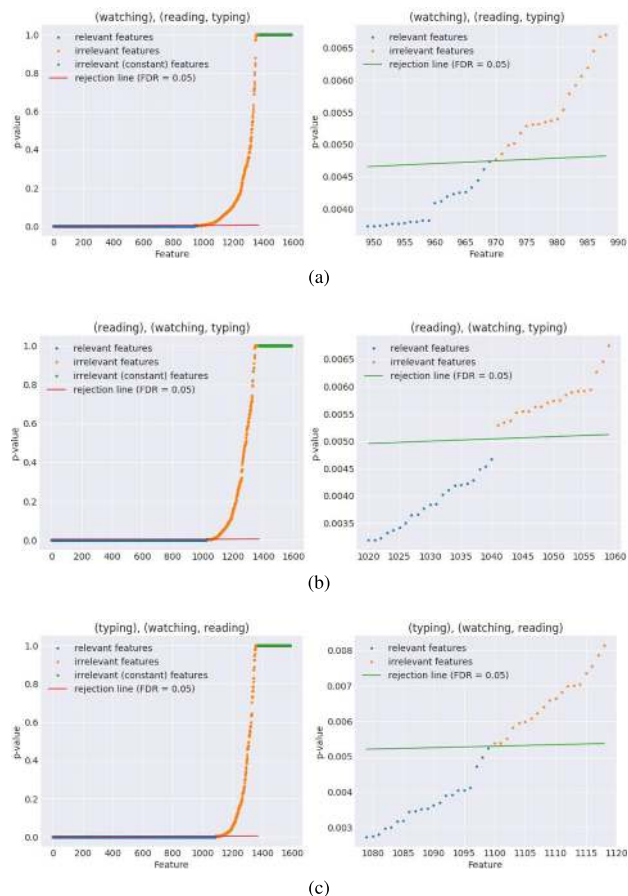 (watching), (reading, typing)
relevant features
irrelevant features
irrelevant (constant) features
rejection line (FDR = 0.05)
p-value
1.0
0.8
0.6
0.4
0.2
0.0
0 200 400 600 800 1000 1200 1400 1600
Feature
(watching), (reading, typing)
relevant features
irrelevant features
rejection line (FDR = 0.05)
p-value
0.0065
0.0060
0.0055
0.0050
0.0045
0.0040
950 955 960 965 970 975 980 985 990
Feature
(a)
(reading), (watching, typing)
relevant features
irrelevant features
irrelevant (constant) features
rejection line (FDR = 0.05)
p-value
1.0
0.8
0.6
0.4
0.2
0.0
0 200 400 600 800 1000 1200 1400 1600
Feature
(reading), (watching, typing)
relevant features
irrelevant features
rejection line (FDR = 0.05)
p-value
0.0065
0.0060
0.0055
0.0050
0.0045
0.0040
0.0035
1020 1025 1030 1035 1040 1045 1050 1055 1060
Feature
(b)
(typing), (watching, reading)
relevant features
irrelevant features
irrelevant (constant) features
rejection line (FDR = 0.05)
p-value
1.0
0.8
0.6
0.4
0.2
0.0
0 200 400 600 800 1000 1200 1400 1600
Feature
(typing), (watching, reading)
relevant features
irrelevant features
rejection line (FDR = 0.05)
p-value
0.008
0.007
0.006
0.005
0.004
0.003
1080 1085 1090 1095 1100 1105 1110 1115 1120
Feature
(c)